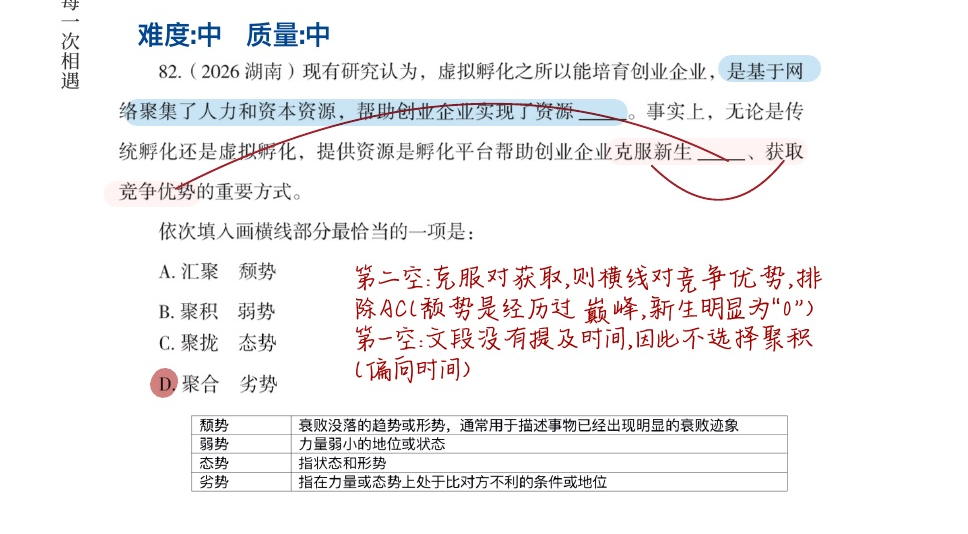 每一次相遇
难度:中 质量:中
82.（2026 湖南）现有研究认为，虚拟孵化之所以能培育创业企业，是基于网
络聚集了人力和资本资源，帮助创业企业实现了资源 ____。事实上，无论是传
统孵化还是虚拟孵化，提供资源是孵化平台帮助创业企业克服新生 ____、获取
竞争优势的重要方式。
依次填入画横线部分最恰当的一项是：
A. 汇聚 颓势
B. 聚积 弱势
C. 聚拢 态势
D. 聚合 劣势
第二空:克服对获取,则横线对竞争优势,排
除AC(颓势是经历过巅峰,新生明显为“0”)
第一空:文段没有提及时间,因此不选择聚积
(偏向时间)
颓势 衰败没落的趋势或形势，通常用于描述事物已经出现明显的衰败迹象
弱势 力量弱小的地位或状态
态势 指状态和形势
劣势 指在力量或态势上处于比对方不利的条件或地位